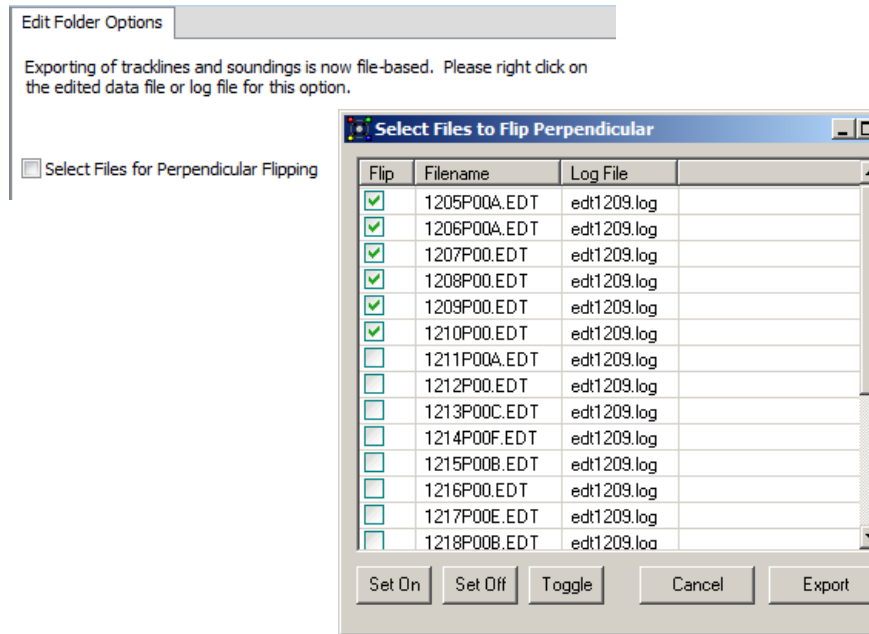 Edit Folder Options
Exporting of tracklines and soundings is now file-based. Please right click on
the edited data file or log file for this option.
Select Files for Perpendicular Flipping
Select Files to Flip Perpendicular
Flip Filename Log File
1205P00A.EDT edt1209.log
1206P00A.EDT edt1209.log
1207P00.EDT edt1209.log
1208P00.EDT edt1209.log
1209P00.EDT edt1209.log
1210P00.EDT edt1209.log
1211P00A.EDT edt1209.log
1212P00.EDT edt1209.log
1213P00C.EDT edt1209.log
1214P00F.EDT edt1209.log
1215P00B.EDT edt1209.log
1216P00.EDT edt1209.log
1217P00E.EDT edt1209.log
1218P00B.EDT edt1209.log
Set On Set Off Toggle Cancel Export